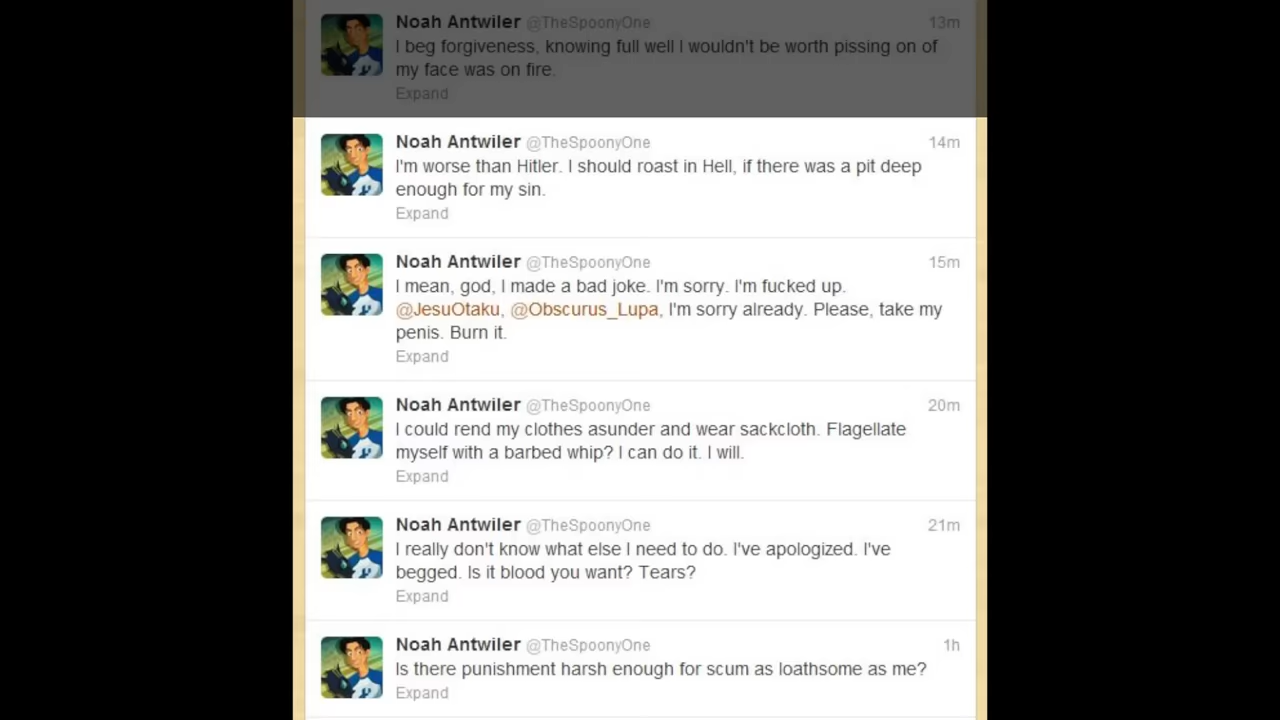 Noah Antwiler @TheSpoonyOne 13m
I beg forgiveness, knowing full well I wouldn't be worth pissing on of
my face was on fire.
Expand
Noah Antwiler @TheSpoonyOne 14m
I'm worse than Hitler. I should roast in Hell, if there was a pit deep
enough for my sin.
Expand
Noah Antwiler @TheSpoonyOne 15m
I mean, god, I made a bad joke. I'm sorry. I'm fucked up.
@JesuOtaku, @Obscurus_Lupa, I'm sorry already. Please, take my
penis. Burn it.
Expand
Noah Antwiler @TheSpoonyOne 20m
I could rend my clothes asunder and wear sackcloth. Flagellate
myself with a barbed whip? I can do it. I will.
Expand
Noah Antwiler @TheSpoonyOne 21m
I really don't know what else I need to do. I've apologized. I've
begged. Is it blood you want? Tears?
Expand
Noah Antwiler @TheSpoonyOne 1h
Is there punishment harsh enough for scum as loathsome as me?
Expand